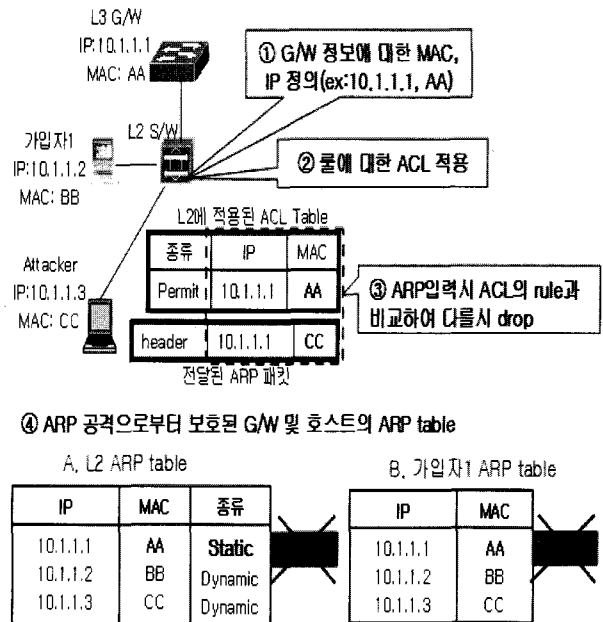 L3 G/W
IP:10.1.1.1
MAC: AA
① G/W 정보에 대한 MAC,
IP 정의(ex:10.1.1.1, AA)
L2 S/W
가입자1
IP:10.1.1.2
MAC: BB
② 룰에 대한 ACL 적용
L2에 적용된 ACL Table
종류 IP MAC
Permit 10.1.1.1 AA
Attacker
IP:10.1.1.3
MAC: CC
③ ARP입력시 ACL의 rule과
비교하여 다를시 drop
header 10.1.1.1 CC
전달된 ARP 패킷
④ ARP 공격으로부터 보호된 G/W 및 호스트의 ARP table
A, L2 ARP table
IP MAC 종류
10.1.1.1 AA Static
10.1.1.2 BB Dynamic
10.1.1.3 CC Dynamic
B, 가입자1 ARP table
IP MAC
10.1.1.1 AA
10.1.1.2 BB
10.1.1.3 CC